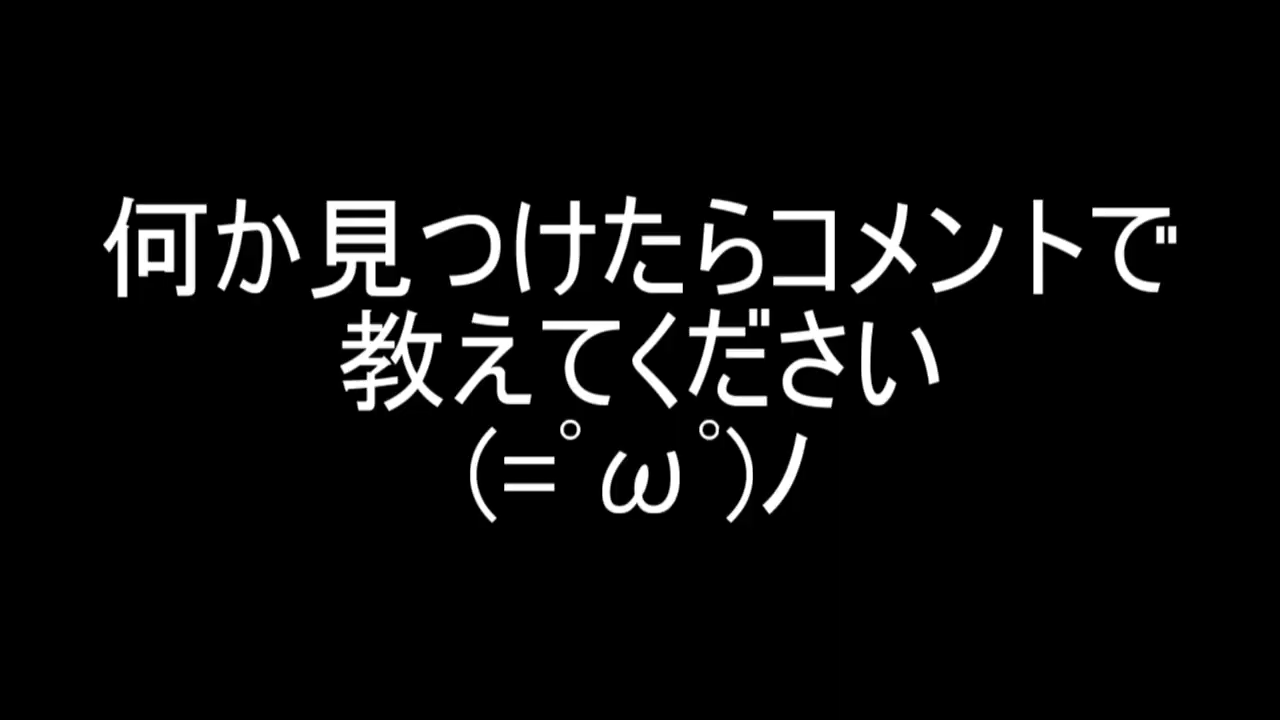 何か見つけたらコメントで
教えてください
(=ﾟωﾟ)ﾉ